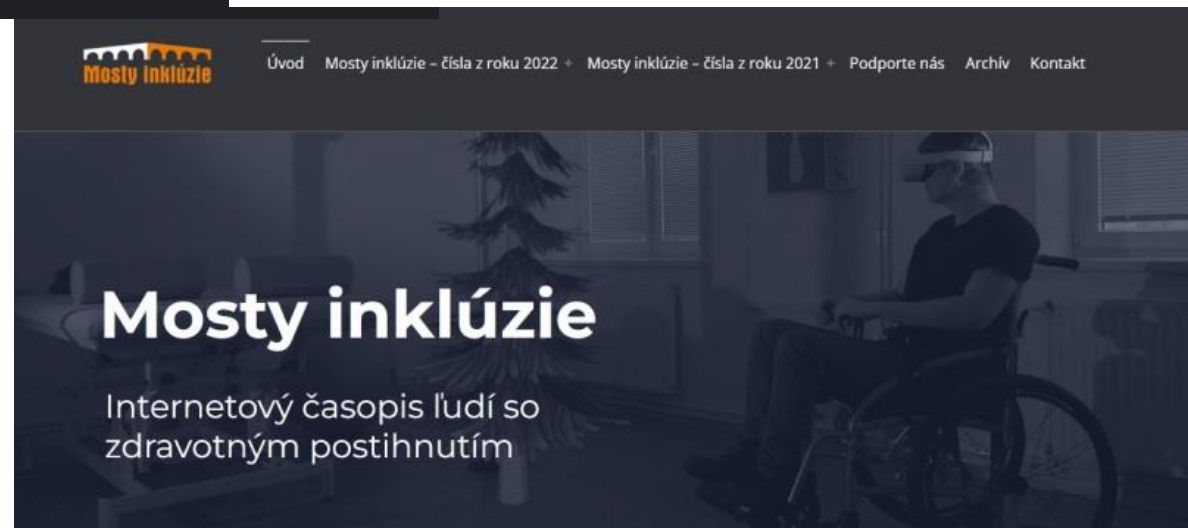 Mosty inklúzie
Úvod Mosty inklúzie – čísla z roku 2022 + Mosty inklúzie – čísla z roku 2021 + Podporte nás Archív Kontakt
Mosty inklúzie
Internetový časopis ľudí so
zdravotným postihnutím